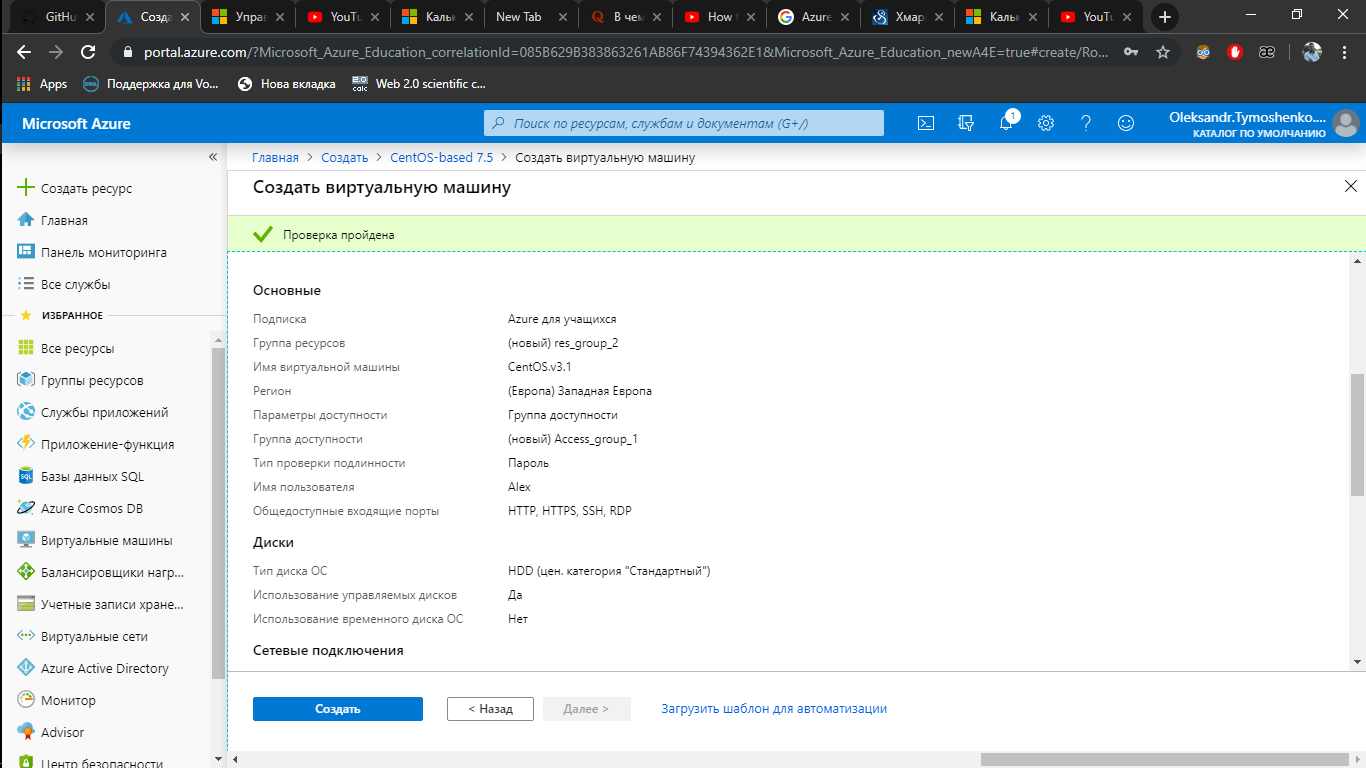 GitHu
Созда
Управ
YouTu
Кальк
New Tab
В чем
How t
Azure
Хмар
Кальк
YouTu
portal.azure.com/?Microsoft_Azure_Education_correlationId=085B629B383863261AB86F74394362E1&Microsoft_Azure_Education_newA4E=true#create/Ro...
Apps
Поддержка для Vo...
Нова вкладка
2.0 calc
Web 2.0 scientific c...
Microsoft Azure
Поиск по ресурсам, службам и документам (G+/)
1
Oleksandr.Tymoshenko....
КАТАЛОГ ПО УМОЛЧАНИЮ
«
Создать ресурс
Главная
Панель мониторинга
Все службы
ИЗБРАННОЕ
Все ресурсы
Группы ресурсов
Службы приложений
Приложение-функция
Базы данных SQL
Azure Cosmos DB
Виртуальные машины
Балансировщики нагр...
Учетные записи хране...
Виртуальные сети
Azure Active Directory
Монитор
Advisor
Центр безопасности
Главная > Создать > CentOS-based 7.5 > Создать виртуальную машину
Создать виртуальную машину
Проверка пройдена
Основные
Подписка Azure для учащихся
Группа ресурсов (новый) res_group_2
Имя виртуальной машины CentOS.v3.1
Регион (Европа) Западная Европа
Параметры доступности Группа доступности
Группа доступности (новый) Access_group_1
Тип проверки подлинности Пароль
Имя пользователя Alex
Общедоступные входящие порты HTTP, HTTPS, SSH, RDP
Диски
Тип диска ОС HDD (цен. категория "Стандартный")
Использование управляемых дисков Да
Использование временного диска ОС Нет
Сетевые подключения
Создать
< Назад
Далее >
Загрузить шаблон для автоматизации